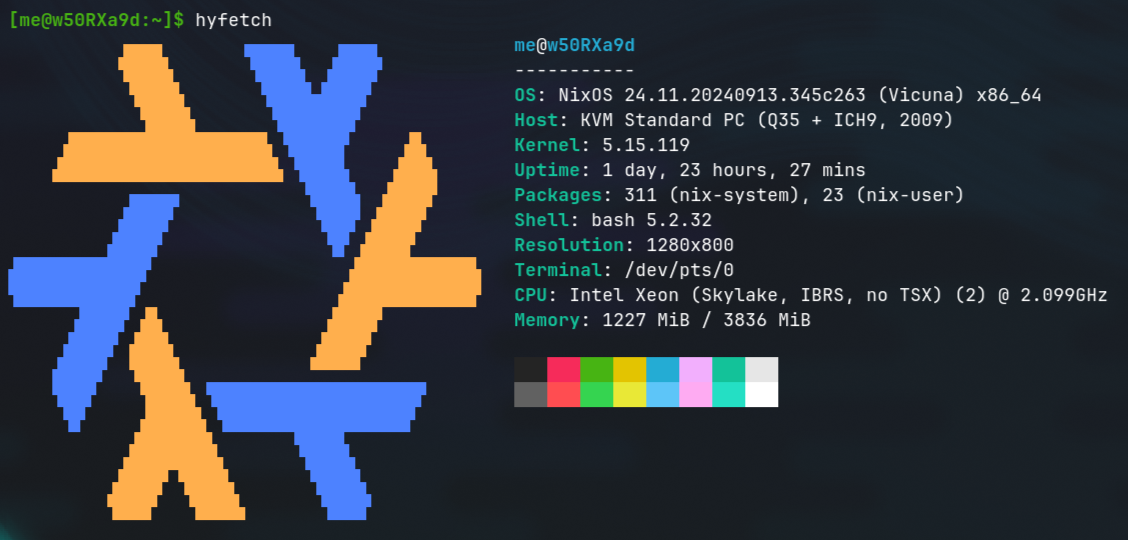 [me@w50RXa9d:~]$ hyfetch
me@w50RXa9d
-----------
OS: NixOS 24.11.20240913.345c263 (Vicuna) x86_64
Host: KVM Standard PC (Q35 + ICH9, 2009)
Kernel: 5.15.119
Uptime: 1 day, 23 hours, 27 mins
Packages: 311 (nix-system), 23 (nix-user)
Shell: bash 5.2.32
Resolution: 1280x800
Terminal: /dev/pts/0
CPU: Intel Xeon (Skylake, IBRS, no TSX) (2) @ 2.099GHz
Memory: 1227 MiB / 3836 MiB